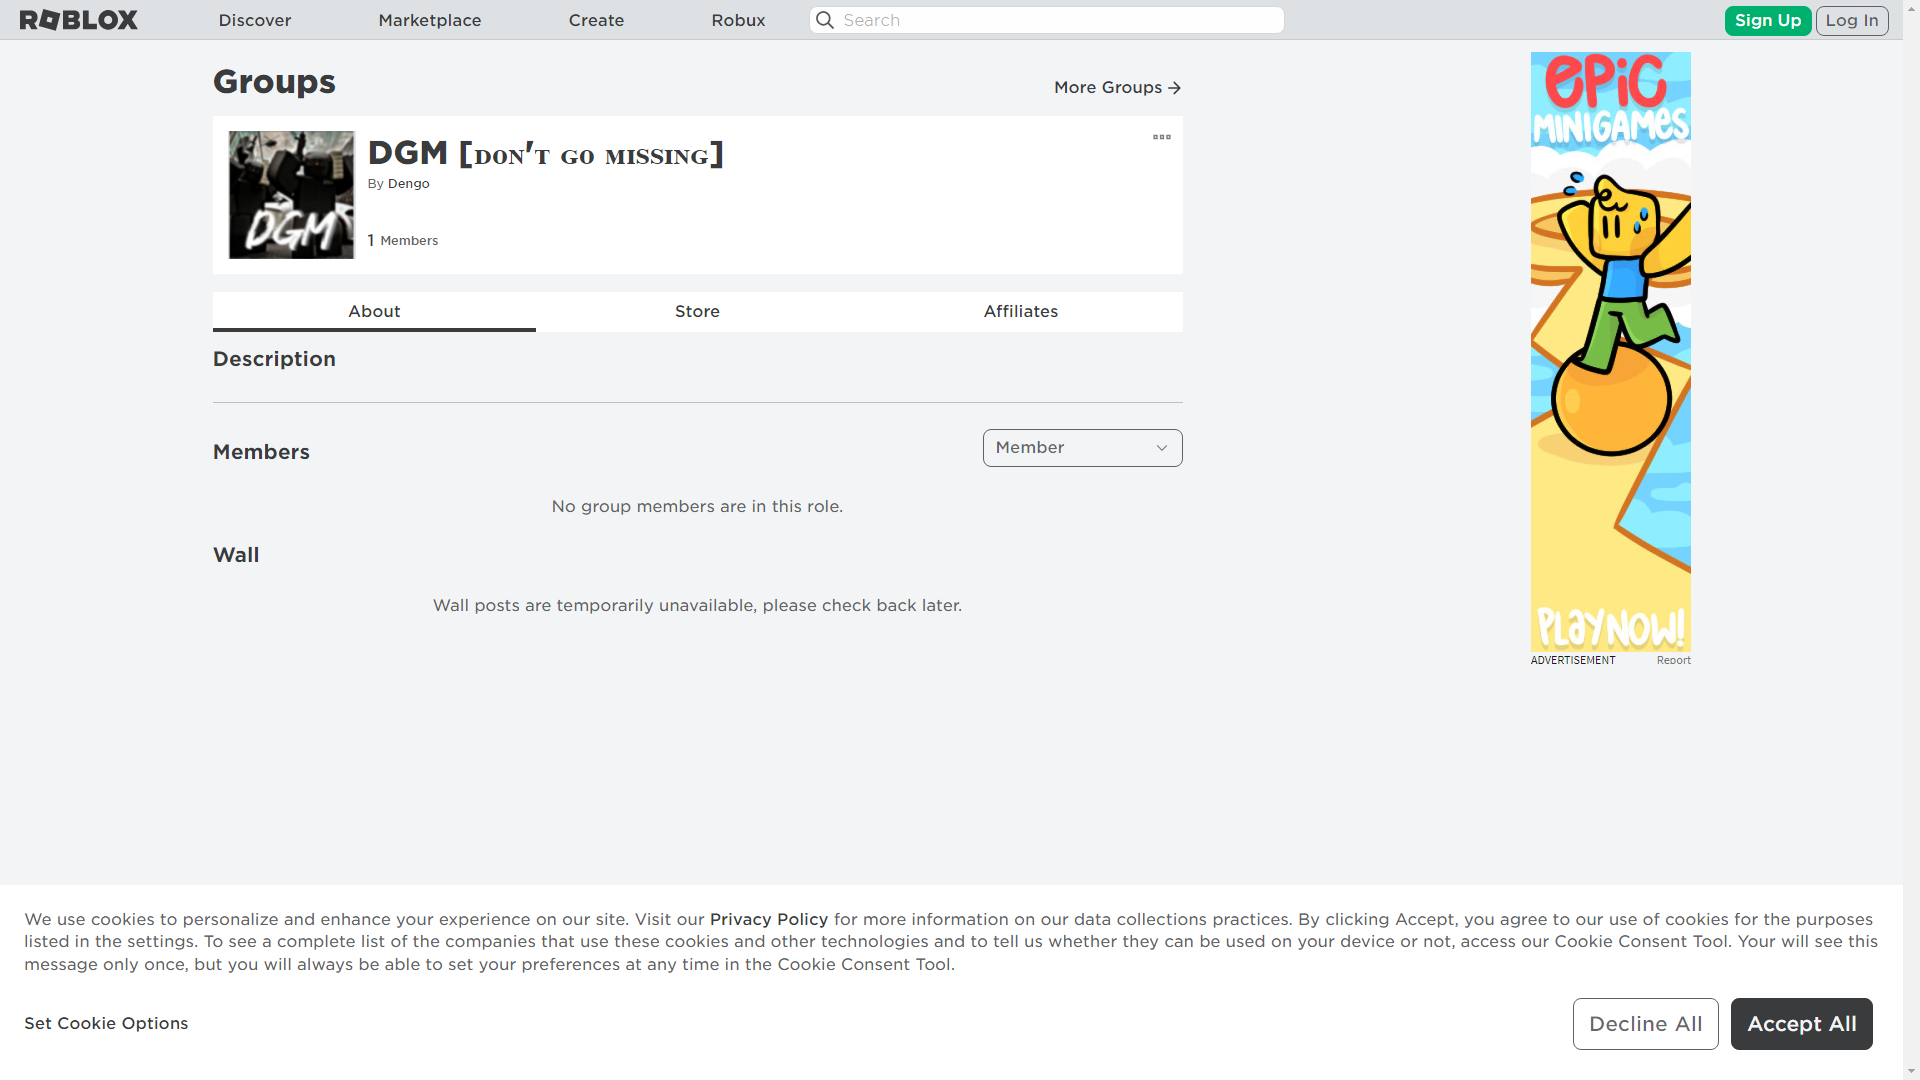 ROBLOX
Discover
Marketplace
Create
Robux
Search
Sign Up
Log In
Groups
More Groups
DGM [ᴅᴏɴ'ᴛ ɢᴏ ᴍɪssɪɴɢ]
By Dengo
1 Members
DGM
About
Store
Affiliates
Description
Members
Member
No group members are in this role.
Wall
Wall posts are temporarily unavailable, please check back later.
EPiC
MINIGAMES
PLAY NOW!
ADVERTISEMENT
Report
We use cookies to personalize and enhance your experience on our site. Visit our Privacy Policy for more information on our data collections practices. By clicking Accept, you agree to our use of cookies for the purposes
listed in the settings. To see a complete list of the companies that use these cookies and other technologies and to tell us whether they can be used on your device or not, access our Cookie Consent Tool. Your will see this
message only once, but you will always be able to set your preferences at any time in the Cookie Consent Tool.
Set Cookie Options
Decline All
Accept All